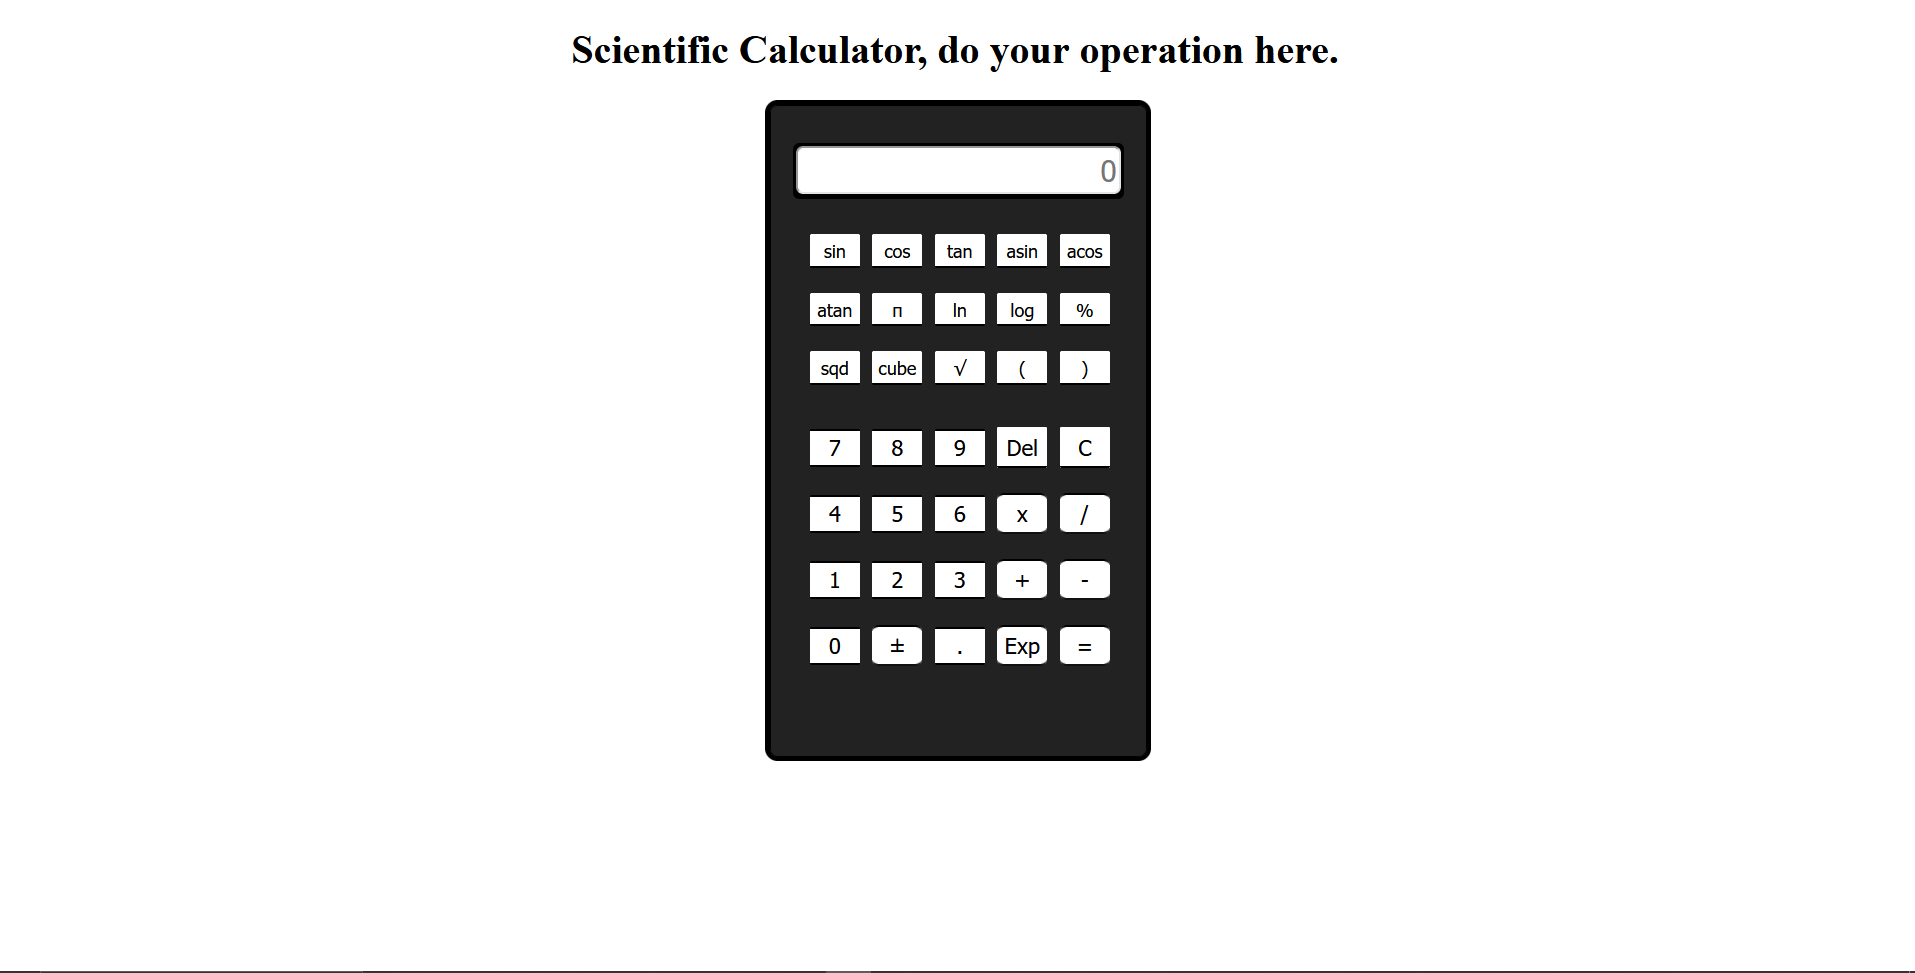 Scientific Calculator, do your operation here.
0
sin cos tan asin acos
atan п ln log %
sqd cube √ ( )
7 8 9 Del C
4 5 6 x /
1 2 3 + -
0 ± . Exp =